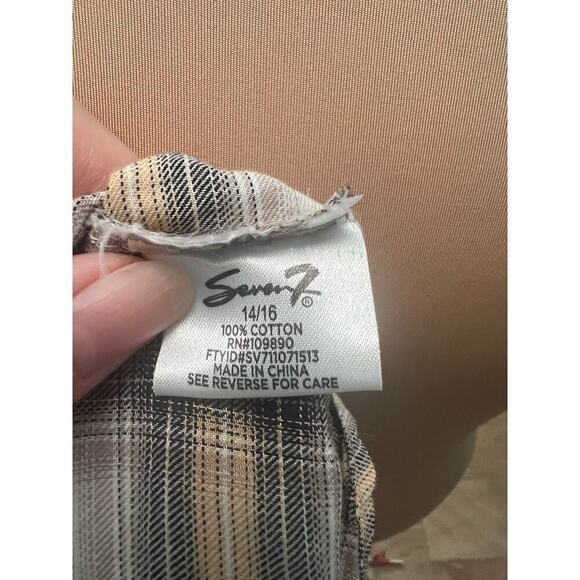 Seven7®
14/16
100% COTTON
RN#109890
FTYID#SV711071513
MADE IN CHINA
SEE REVERSE FOR CARE